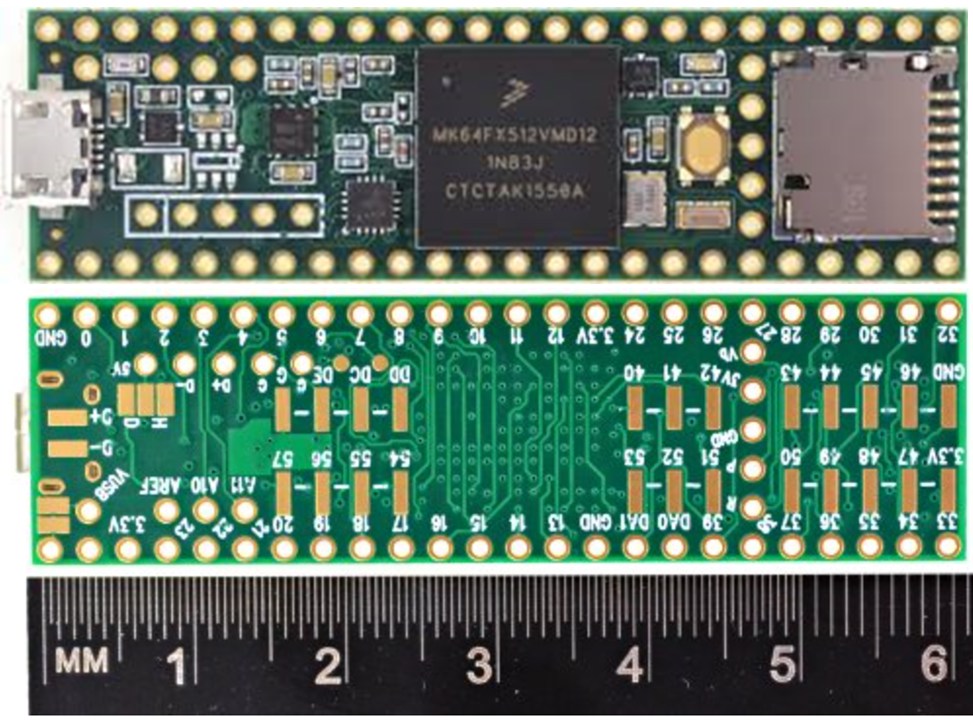 MK64FX512VMD12
1N83J
CTCTAK1550A
GND 0 1 2 3 4 5 6 7 8 9 10 11 12 3.3V 24 25 26 27 28 29 30 31 32
5V D- D+ G G G DE DC DD 40 41 3V42 Vb 43 44 45 46 GND
D+ D H
D- GND
57 56 55 54 53 52 51 P 50 49 48 47 3.3V
VUSB AREF A10 A11 R
3.3V 23 22 21 20 19 18 17 16 15 14 13 GND DA1 DA0 39 38 37 36 35 34 33
MM 1 2 3 4 5 6